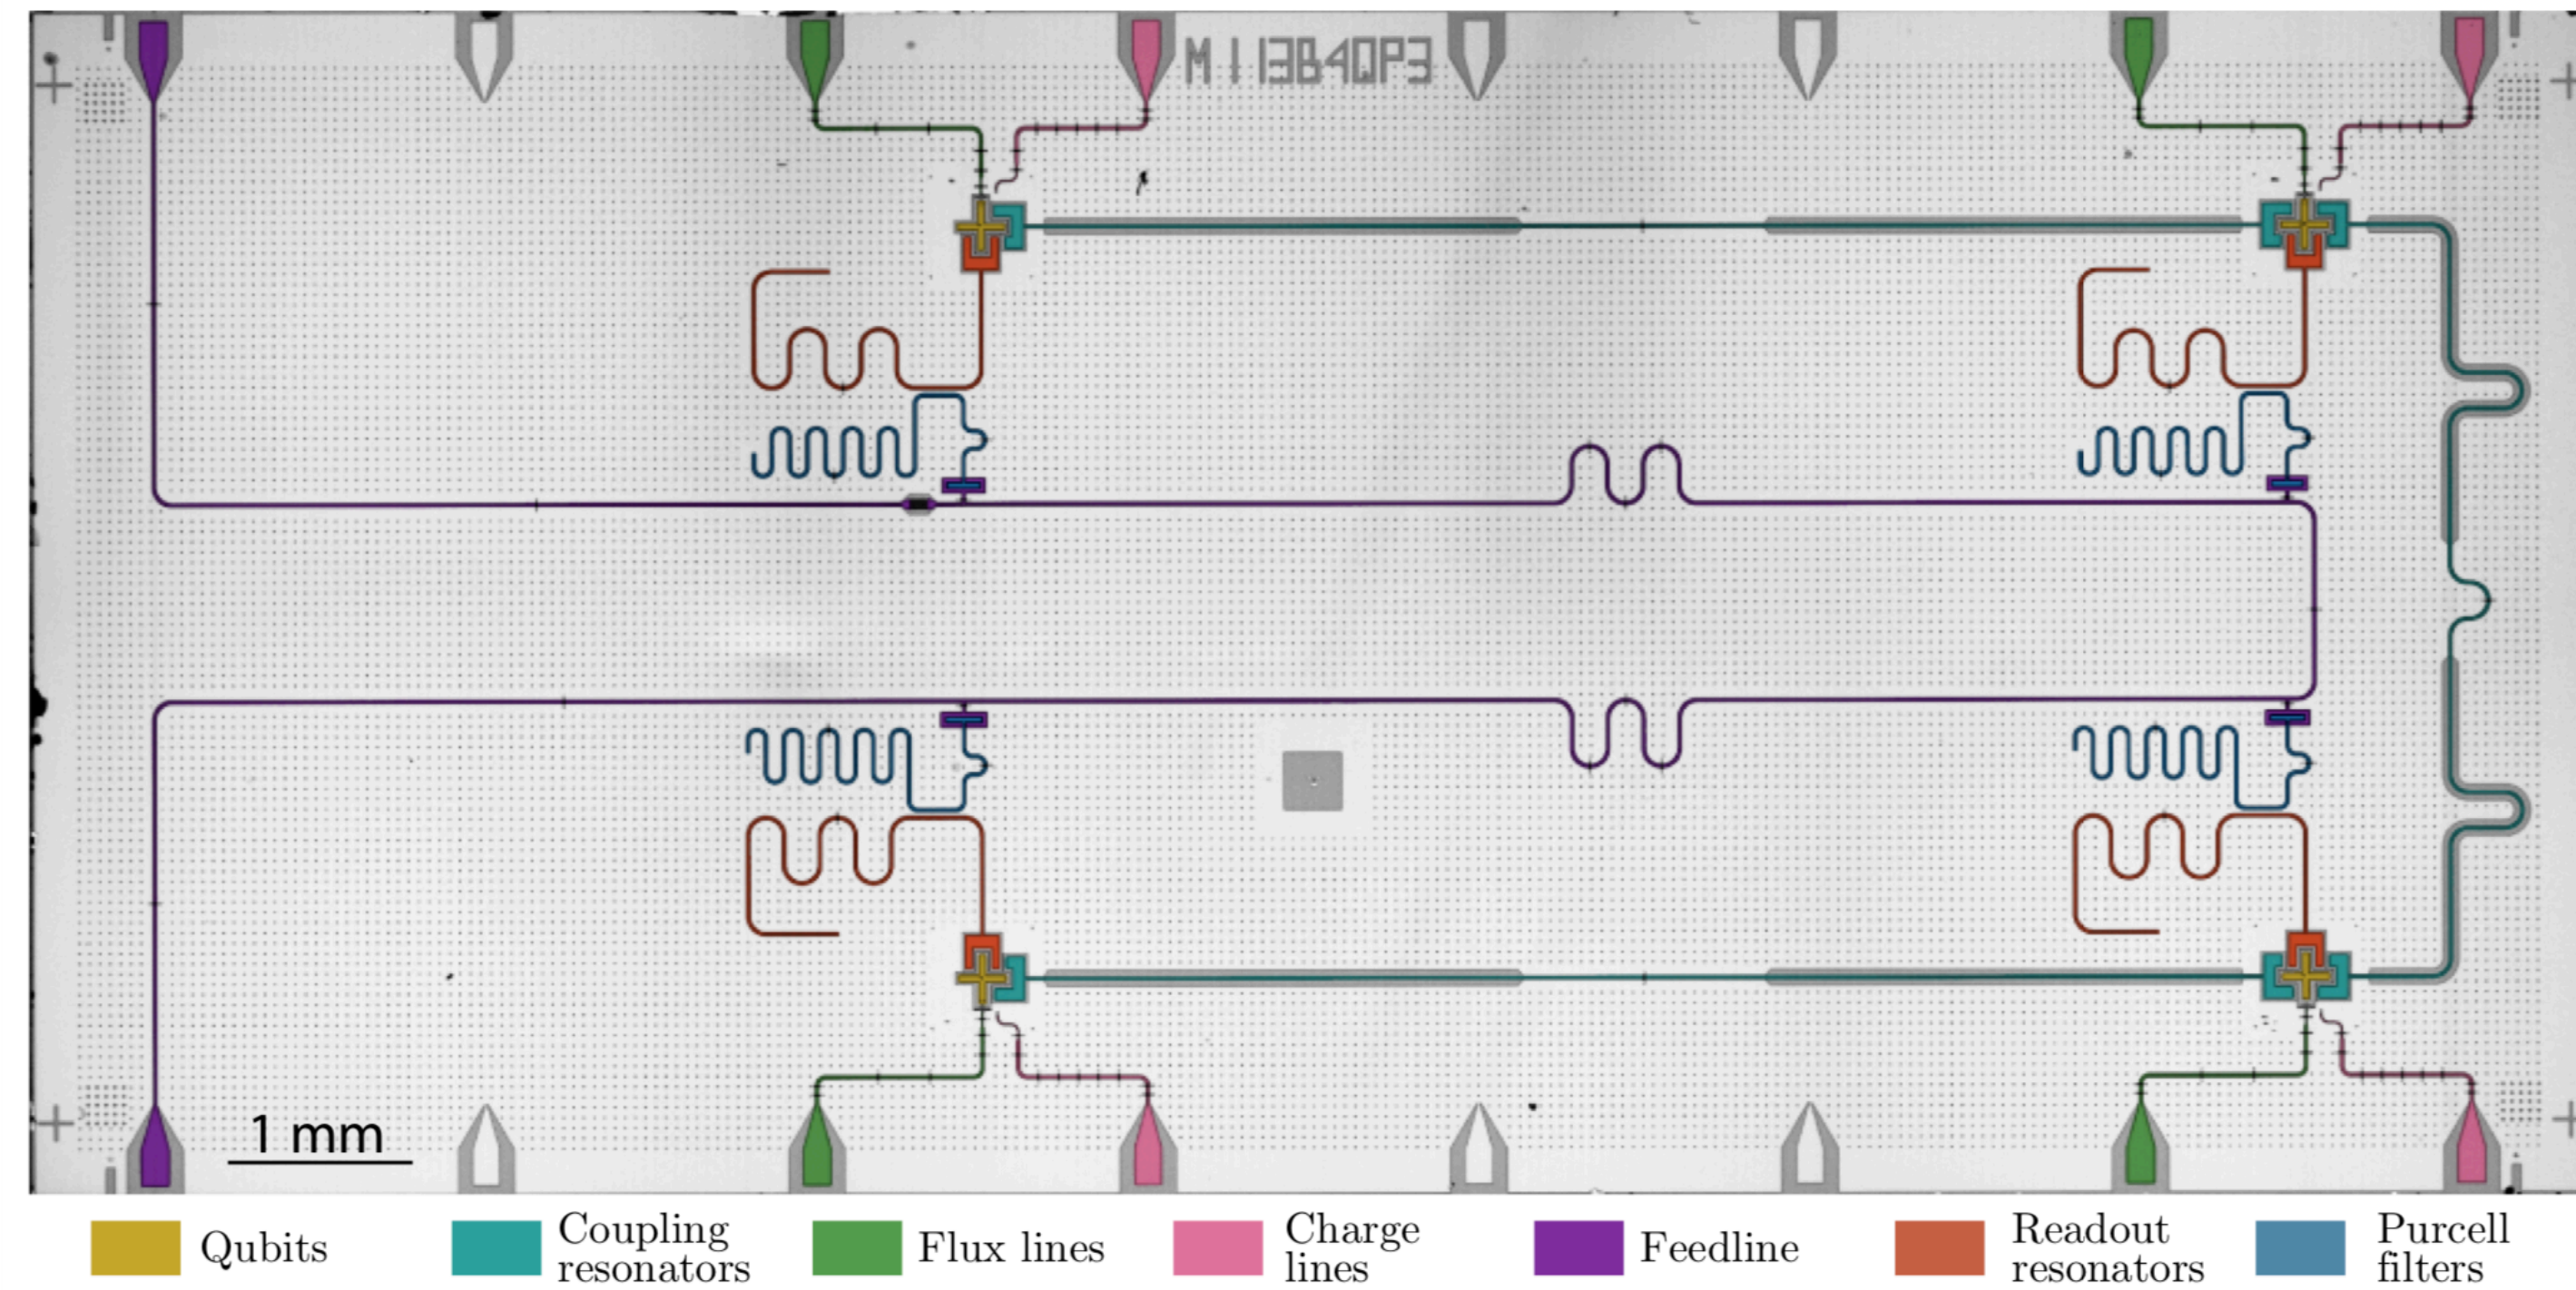 M113B4QP3
1 mm
Qubits
Coupling
resonators
Flux lines
Charge
lines
Feedline
Readout
resonators
Purcell
filters